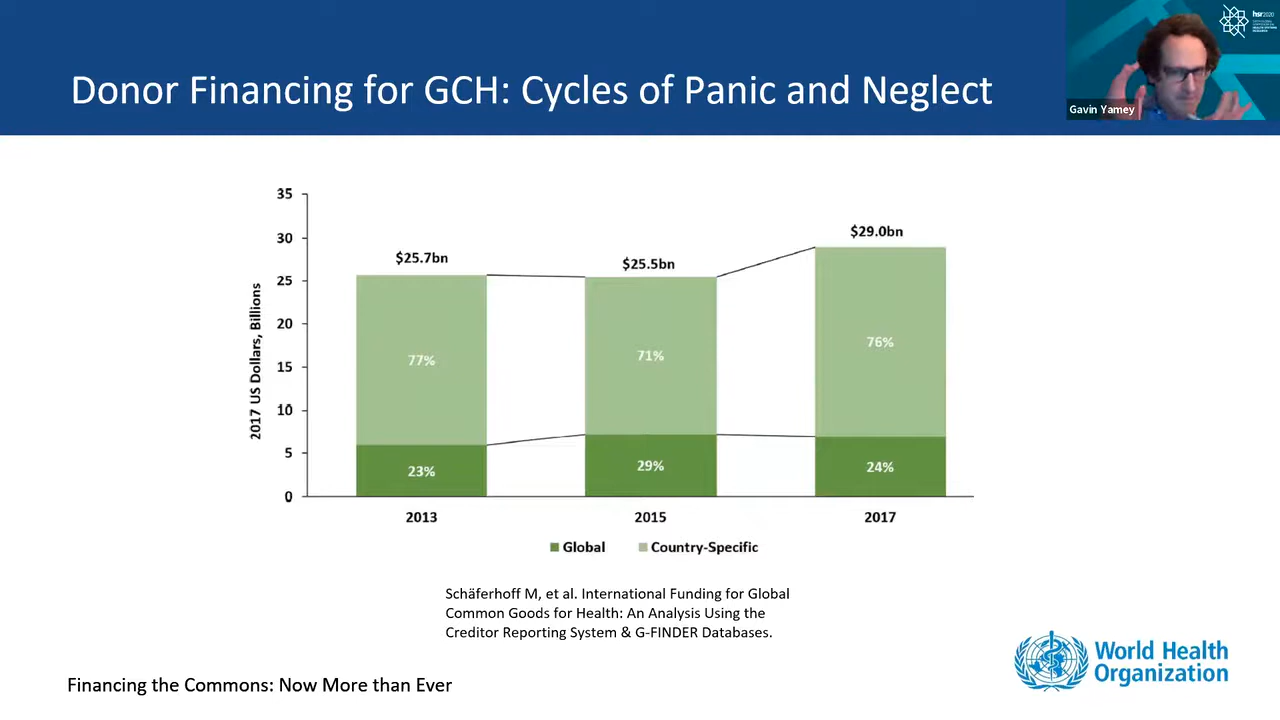 Donor Financing for GCH: Cycles of Panic and Neglect
hsr2020
Gavin Yamey
2017 US Dollars, Billions
35
30
25
20
15
10
5
0
$25.7bn
$25.5bn
$29.0bn
77%
71%
76%
23%
29%
24%
2013
2015
2017
Global
Country-Specific
Schäferhoff M, et al. International Funding for Global
Common Goods for Health: An Analysis Using the
Creditor Reporting System & G-FINDER Databases.
World Health
Organization
Financing the Commons: Now More than Ever